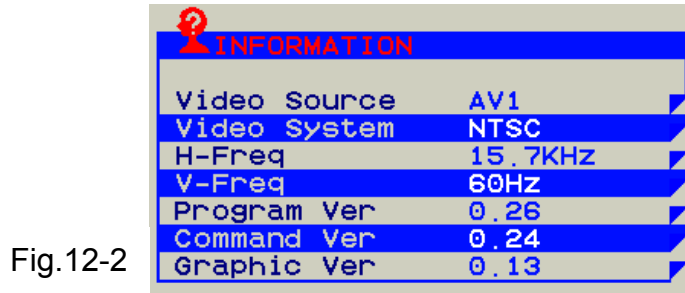 INFORMATION
Video Source AV1
Video System NTSC
H-Freq 15.7KHz
V-Freq 60Hz
Program Ver 0.26
Command Ver 0.24
Graphic Ver 0.13
Fig.12-2